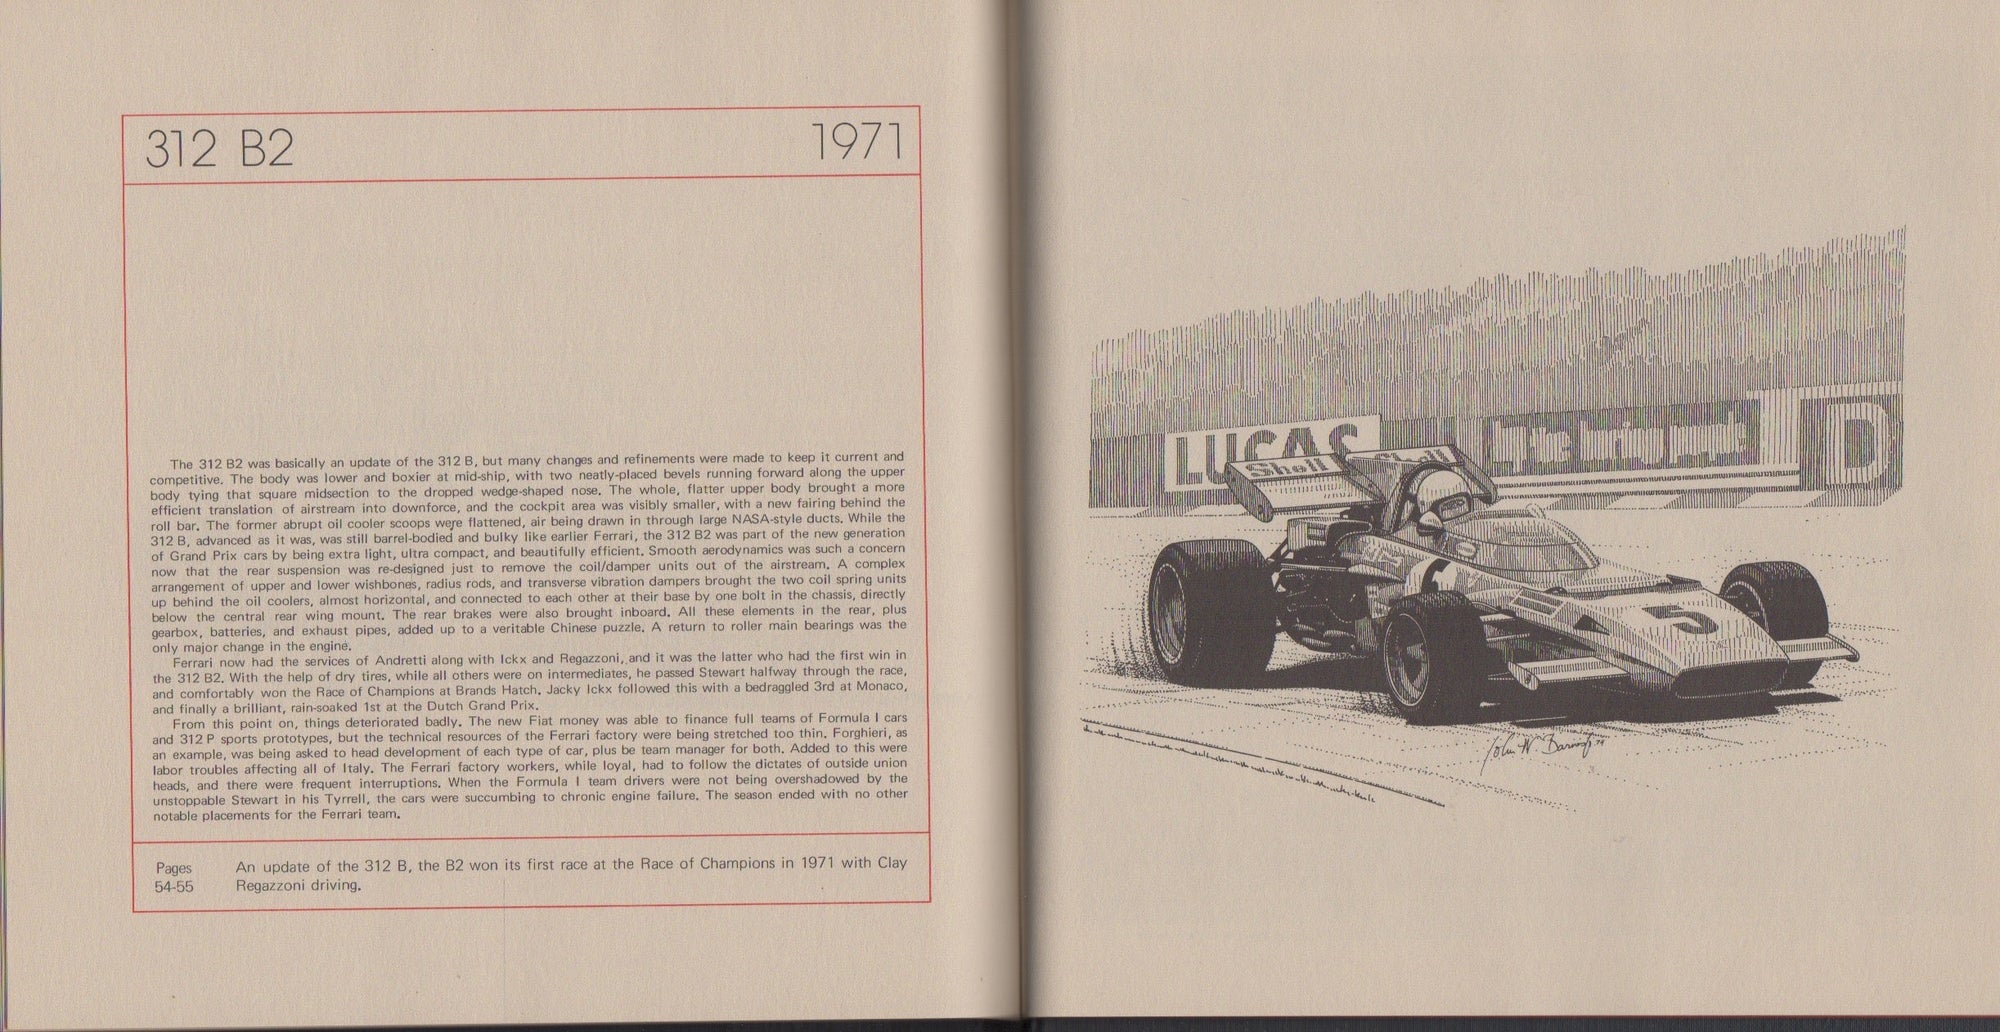 312 B2 1971
The 312 B2 was basically an update of the 312 B, but many changes and refinements were made to keep it current and
competitive. The body was lower and boxier at mid-ship, with two neatly-placed bevels running forward along the upper
body tying that square midsection to the dropped wedge-shaped nose. The whole, flatter upper body brought a more
efficient translation of airstream into downforce, and the cockpit area was visibly smaller, with a new fairing behind the
roll bar. The former abrupt oil cooler scoops were flattened, air being drawn in through large NASA-style ducts. While the
312 B, advanced as it was, was still barrel-bodied and bulky like earlier Ferrari, the 312 B2 was part of the new generation
of Grand Prix cars by being extra light, ultra compact, and beautifully efficient. Smooth aerodynamics was such a concern
now that the rear suspension was re-designed just to remove the coil/damper units out of the airstream. A complex
arrangement of upper and lower wishbones, radius rods, and transverse vibration dampers brought the two coil spring units
up behind the oil coolers, almost horizontal, and connected to each other at their base by one bolt in the chassis, directly
below the central rear wing mount. The rear brakes were also brought inboard. All these elements in the rear, plus
gearbox, batteries, and exhaust pipes, added up to a veritable Chinese puzzle. A return to roller main bearings was the
only major change in the engine.
Ferrari now had the services of Andretti along with Ickx and Regazzoni, and it was the latter who had the first win in
the 312 B2. With the help of dry tires, while all others were on intermediates, he passed Stewart halfway through the race,
and comfortably won the Race of Champions at Brands Hatch. Jacky Ickx followed this with a bedraggled 3rd at Monaco,
and finally a brilliant, rain-soaked 1st at the Dutch Grand Prix.
From this point on, things deteriorated badly. The new Fiat money was able to finance full teams of Formula I cars
and 312 P sports prototypes, but the technical resources of the Ferrari factory were being stretched too thin. Forghieri, as
an example, was being asked to head development of each type of car, plus be team manager for both. Added to this were
labor troubles affecting all of Italy. The Ferrari factory workers, while loyal, had to follow the dictates of outside union
heads, and there were frequent interruptions. When the Formula I team drivers were not being overshadowed by the
unstoppable Stewart in his Tyrrell, the cars were succumbing to chronic engine failure. The season ended with no other
notable placements for the Ferrari team.
Pages An update of the 312 B, the B2 won its first race at the Race of Champions in 1971 with Clay
54-55 Regazzoni driving.
LUCAS
D
Shell Shell
5
John W